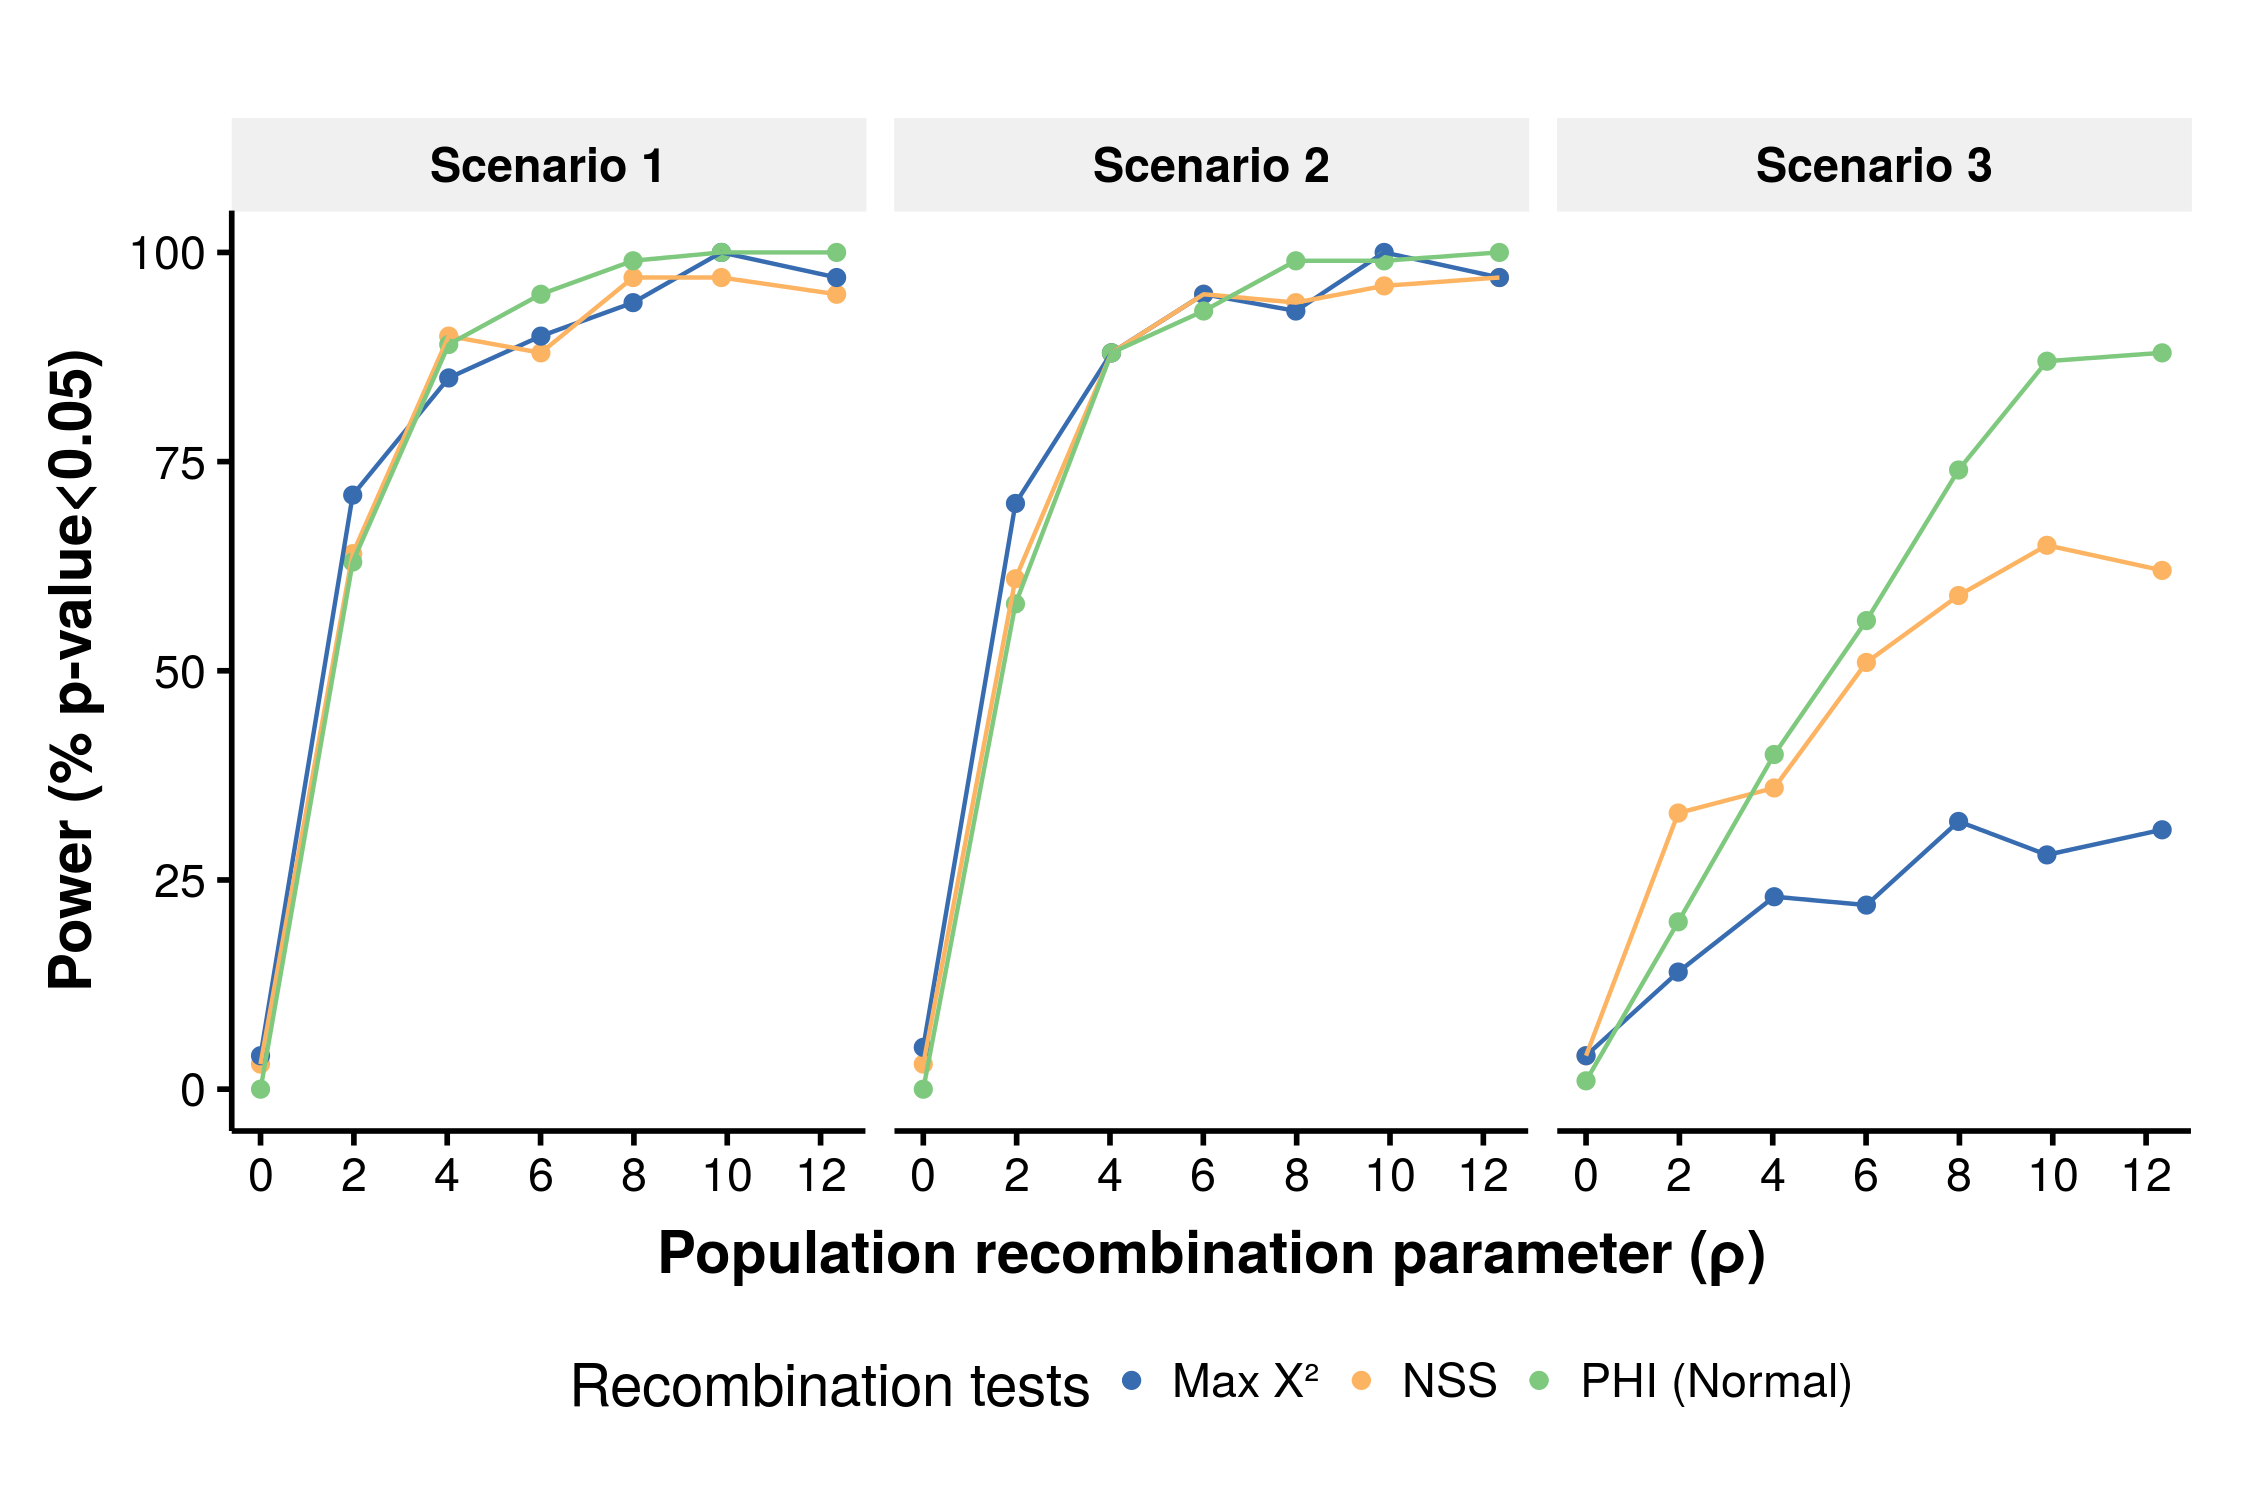 Scenario 1 Scenario 2 Scenario 3
Power (% p-value<0.05)
100
75
50
25
0
0 2 4 6 8 10 12 0 2 4 6 8 10 12 0 2 4 6 8 10 12
Population recombination parameter (ρ)
Recombination tests Max X² NSS PHI (Normal)